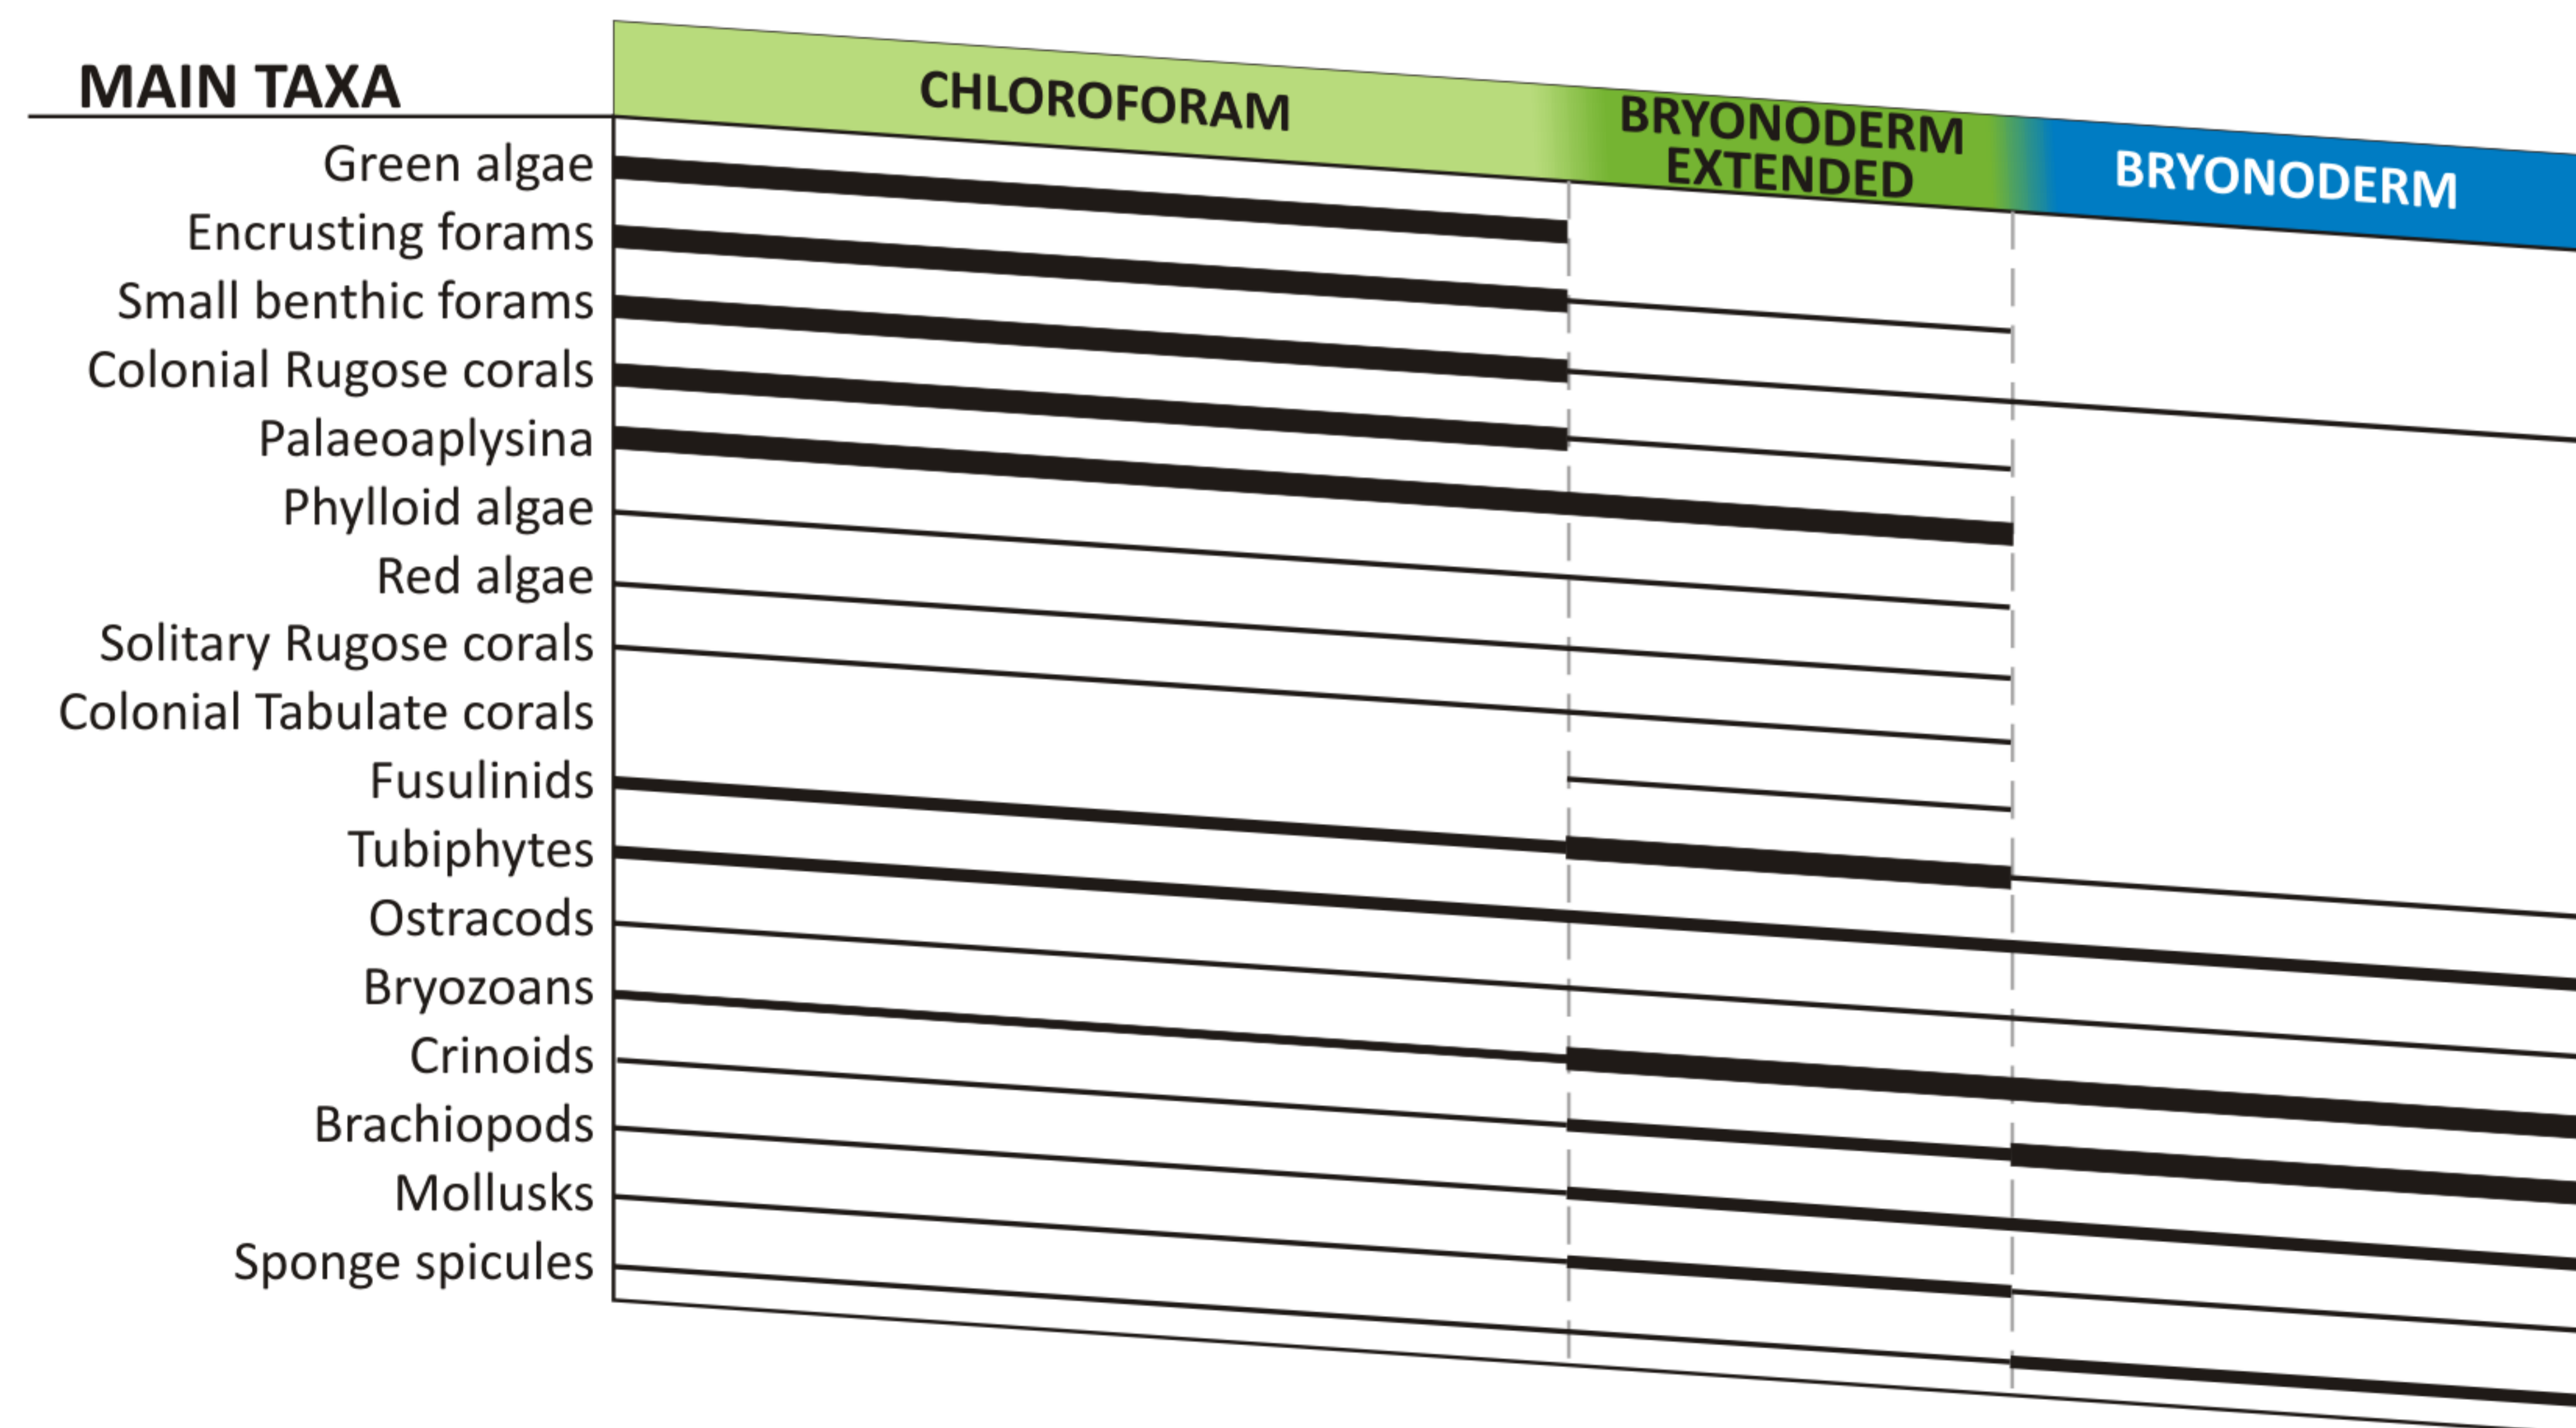 MAIN TAXA
CHLOROFORAM
BRYONODERM
EXTENDED
BRYONODERM
Green algae
Encrusting forams
Small benthic forams
Colonial Rugose corals
Palaeoaplysina
Phylloid algae
Red algae
Solitary Rugose corals
Colonial Tabulate corals
Fusulinids
Tubiphytes
Ostracods
Bryozoans
Crinoids
Brachiopods
Mollusks
Sponge spicules